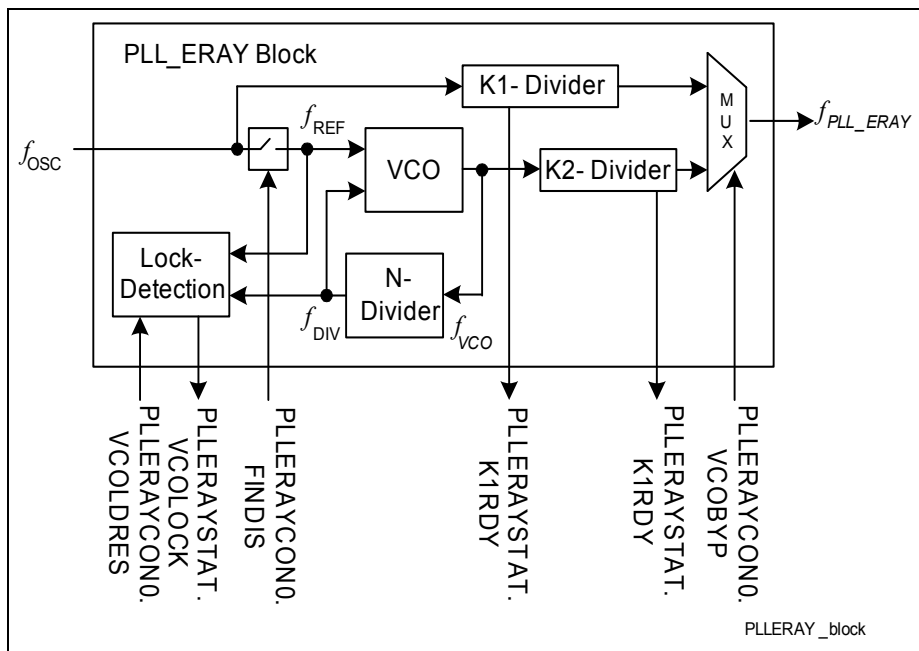 PLL_ERAY Block
K1- Divider
MUX
fPLL_ERAY
fREF
fOSC
VCO
K2- Divider
Lock-
Detection
N-
Divider
fDIV
fVCO
PLLERAYCON0.
VCOLDRES
PLLERAYSTAT.
VCOLOCK
PLLERAYCON0.
FINDIS
PLLERAYSTAT.
K1RDY
PLLERAYSTAT.
K1RDY
PLLERAYCON0.
VCOBYP
PLLERAY _block